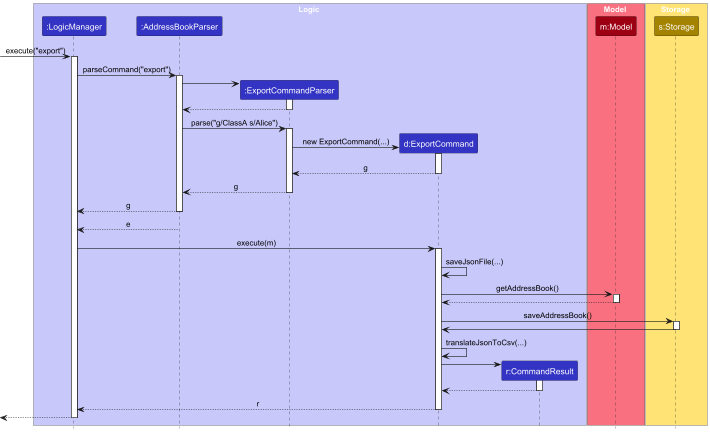 Logic
Model
Storage
:LogicManager
:AddressBookParser
m:Model
s:Storage
execute("export")
parseCommand("export")
:ExportCommandParser
parse("g/ClassA s/Alice")
new ExportCommand(...)
d:ExportCommand
g
g
g
e
execute(m)
saveJsonFile(...)
getAddressBook()
saveAddressBook()
translateJsonToCsv(...)
r:CommandResult
r